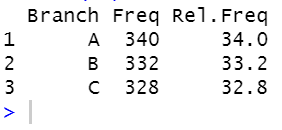 Branch Freq Rel.Freq
1 A 340 34.0
2 B 332 33.2
3 C 328 32.8
>